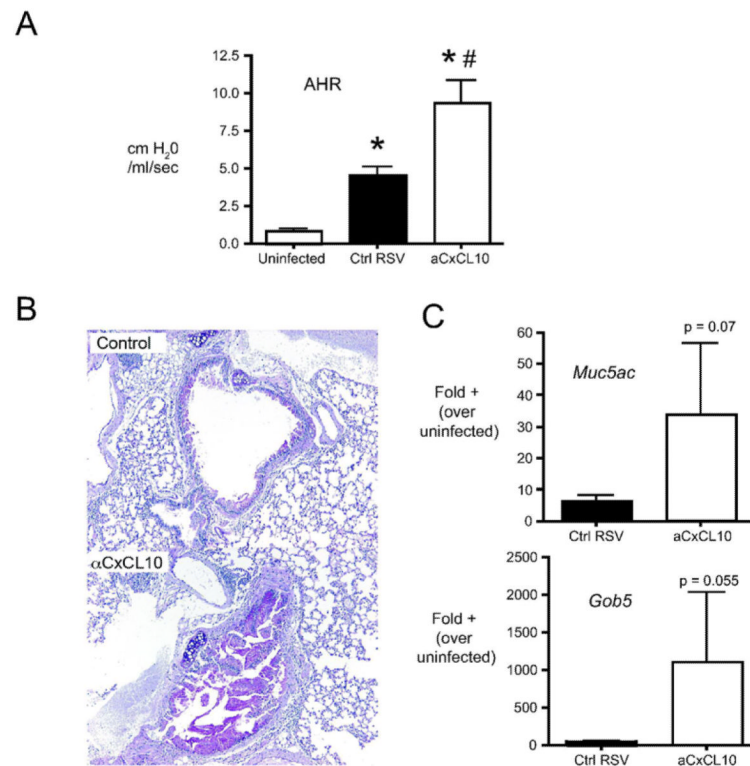 A
12.5
10.0
7.5
5.0
2.5
0.0
AHR
cm H₂0
/ml/sec
*
* #
Uninfected
Ctrl RSV
aCxCL10
B
Control
αCxCL10
C
60
50
40
30
20
10
0
Muc5ac
p = 0.07
Fold +
(over
uninfected)
Ctrl RSV
aCxCL10
2500
2000
1500
1000
500
0
Gob5
p = 0.055
Fold +
(over
uninfected)
Ctrl RSV
aCxCL10